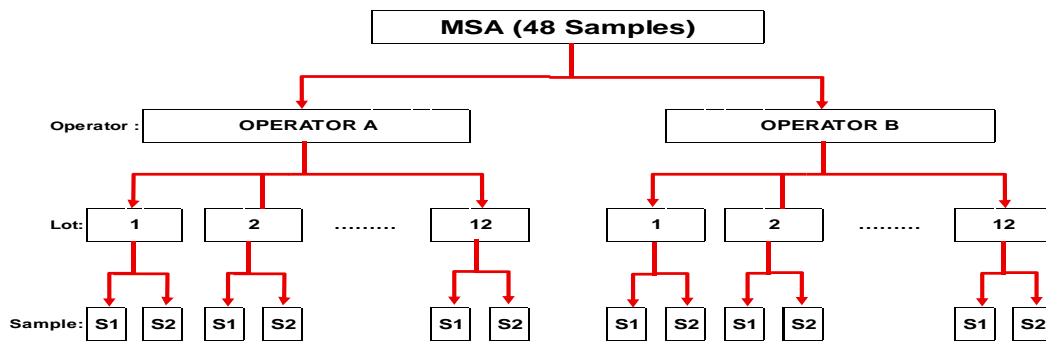 MSA (48 Samples)
Operator : OPERATOR A OPERATOR B
Lot: 1 2 ......... 12 1 2 ......... 12
Sample: S1 S2 S1 S2 S1 S2 S1 S2 S1 S2 S1 S2